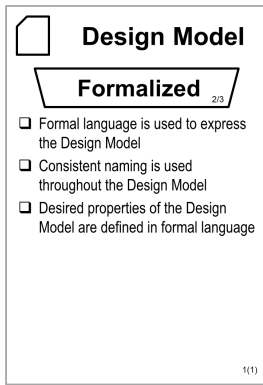 Design Model
Formalized
2/3
Formal language is used to express
the Design Model
Consistent naming is used
throughout the Design Model
Desired properties of the Design
Model are defined in formal language
1(1)